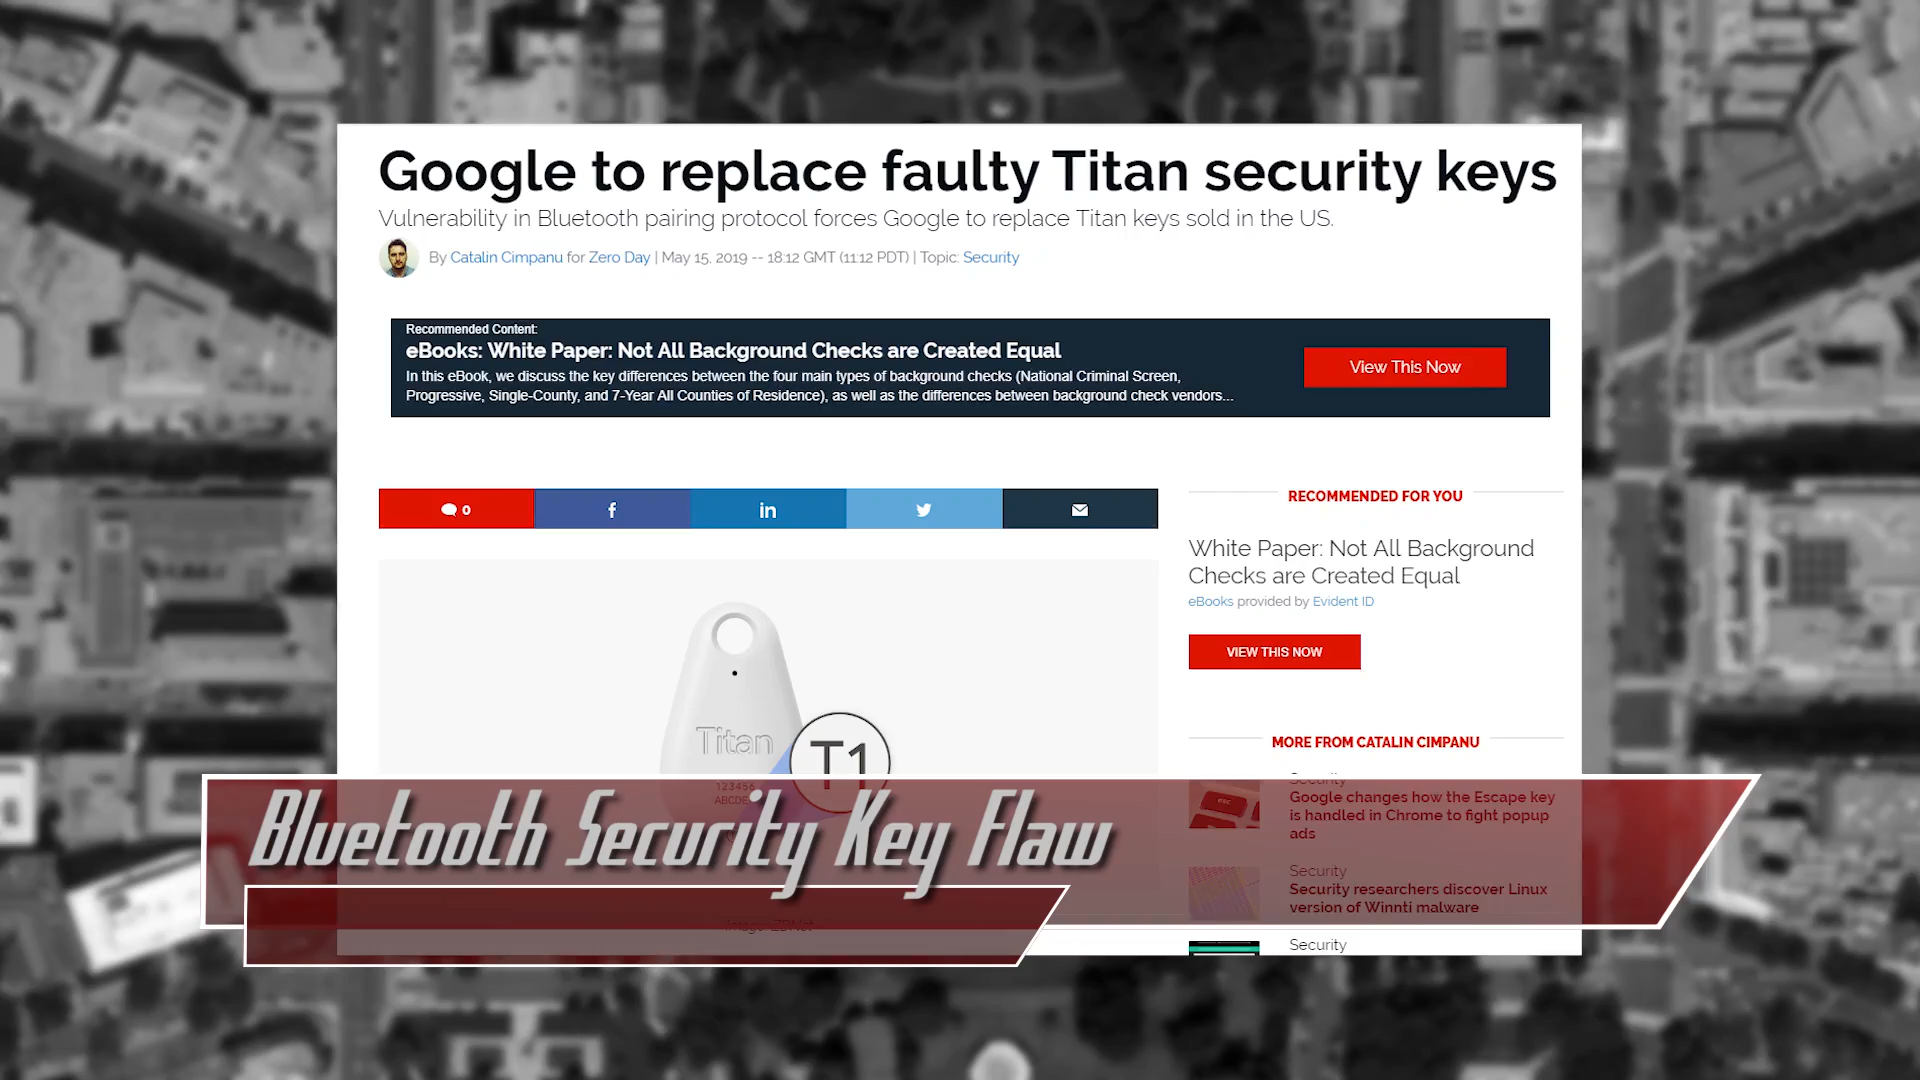 Google to replace faulty Titan security keys
Vulnerability in Bluetooth pairing protocol forces Google to replace Titan keys sold in the US.
By Catalin Cimpanu for Zero Day | May 15, 2019 -- 18:12 GMT (11:12 PDT) | Topic: Security
Recommended Content:
eBooks: White Paper: Not All Background Checks are Created Equal
In this eBook, we discuss the key differences between the four main types of background checks (National Criminal Screen,
Progressive, Single-County, and 7-Year All Counties of Residence), as well as the differences between background check vendors...
View This Now
0
RECOMMENDED FOR YOU
White Paper: Not All Background
Checks are Created Equal
eBooks provided by Evident ID
VIEW THIS NOW
Titan
T1
123456
ABCDE
MORE FROM CATALIN CIMPANU
Security
Google changes how the Escape key
is handled in Chrome to fight popup
ads
Security
Security researchers discover Linux
version of Winnti malware
Security
Bluetooth Security Key Flaw
Image: ZDNet